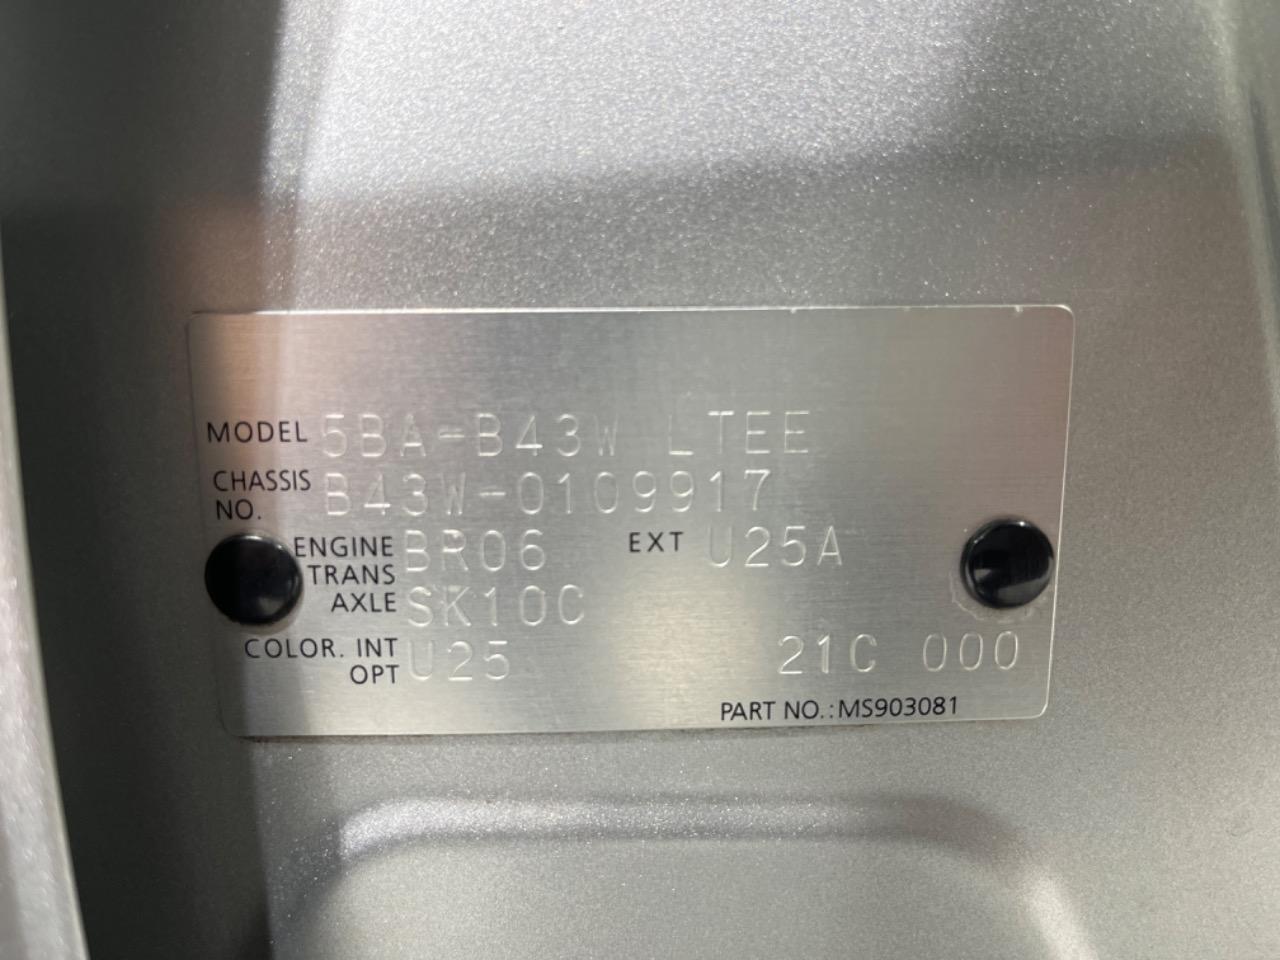 MODEL 5BA-B43W LTEE
CHASSIS NO. B43W-0109917
ENGINE BR06 EXT U25A
TRANS AXLE SK10C
COLOR. INT OPT U25 21C 000
PART NO.:MS903081